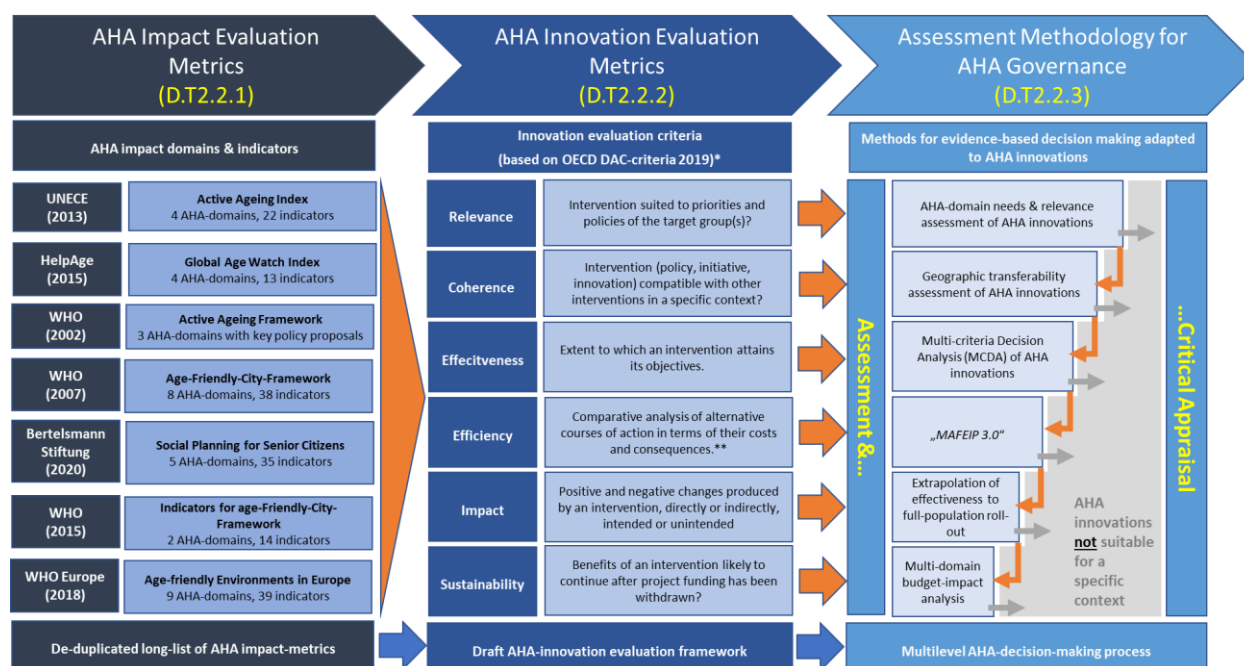 AHA Impact Evaluation
Metrics
(D.T2.2.1)
AHA impact domains & indicators
UNECE
(2013)
Active Ageing Index
4 AHA-domains, 22 indicators
HelpAge
(2015)
Global Age Watch Index
4 AHA-domains, 13 indicators
WHO
(2002)
Active Ageing Framework
3 AHA-domains with key policy proposals
WHO
(2007)
Age-Friendly-City-Framework
8 AHA-domains, 38 indicators
Bertelsmann
Stiftung
(2020)
Social Planning for Senior Citizens
5 AHA-domains, 35 indicators
WHO
(2015)
Indicators for age-Friendly-City-
Framework
2 AHA-domains, 14 indicators
WHO Europe
(2018)
Age-friendly Environments in Europe
9 AHA-domains, 39 indicators
De-duplicated long-list of AHA impact-metrics
AHA Innovation Evaluation
Metrics
(D.T2.2.2)
Innovation evaluation criteria
(based on OECD DAC-criteria 2019)*
Relevance
Intervention suited to priorities and
policies of the target group(s)?
Coherence
Intervention (policy, initiative,
innovation) compatible with other
interventions in a specific context?
Effecitveness
Extent to which an intervention attains
its objectives.
Efficiency
Comparative analysis of alternative
courses of action in terms of their costs
and consequences.**
Impact
Positive and negative changes produced
by an intervention, directly or indirectly,
intended or unintended
Sustainability
Benefits of an intervention likely to
continue after project funding has been
withdrawn?
Draft AHA-innovation evaluation framework
Assessment Methodology for
AHA Governance
(D.T2.2.3)
Methods for evidence-based decision making adapted
to AHA innovations
Assessment &...
AHA-domain needs & relevance
assessment of AHA innovations
Geographic transferability
assessment of AHA innovations
Multi-criteria Decision
Analysis (MCDA) of AHA
innovations
„MAFEIP 3.0“
Extrapolation of
effectiveness to
full-population roll-
out
Multi-domain
budget-impact
analysis
AHA
innovations
not suitable
for a
specific
context
...Critical Appraisal
Multilevel AHA-decision-making process